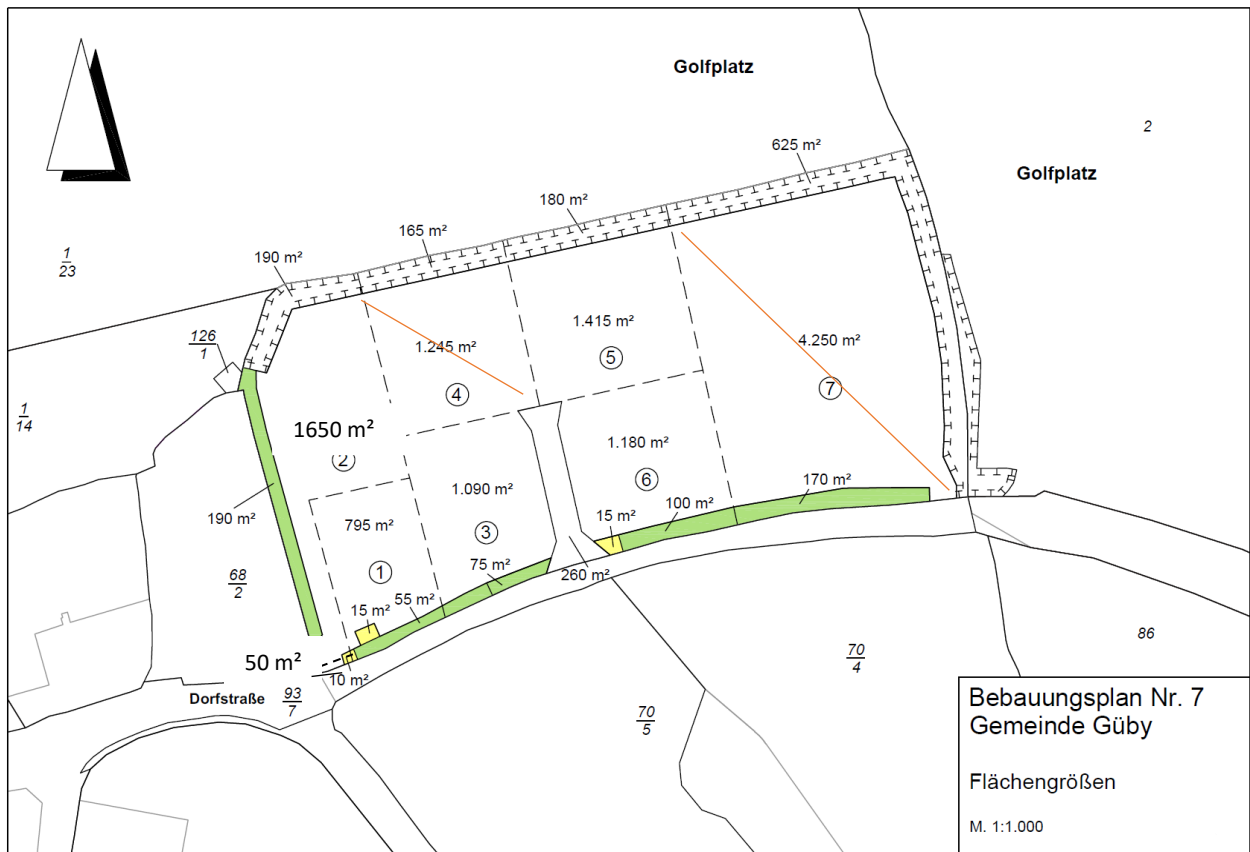 Golfplatz
2
625 m²
Golfplatz
180 m²
165 m²
190 m²
1
23
126
1
1.415 m²
⑤
4.250 m²
1.245 m²
④
⑦
1
14
1650 m²
②
1.180 m²
⑥
1.090 m²
③
170 m²
100 m²
15 m²
190 m²
795 m²
①
75 m²
260 m²
68
2
55 m²
15 m²
50 m²
10 m²
Dorfstraße
93
7
70
4
86
70
5
Bebauungsplan Nr. 7
Gemeinde Güby
Flächengrößen
M. 1:1.000